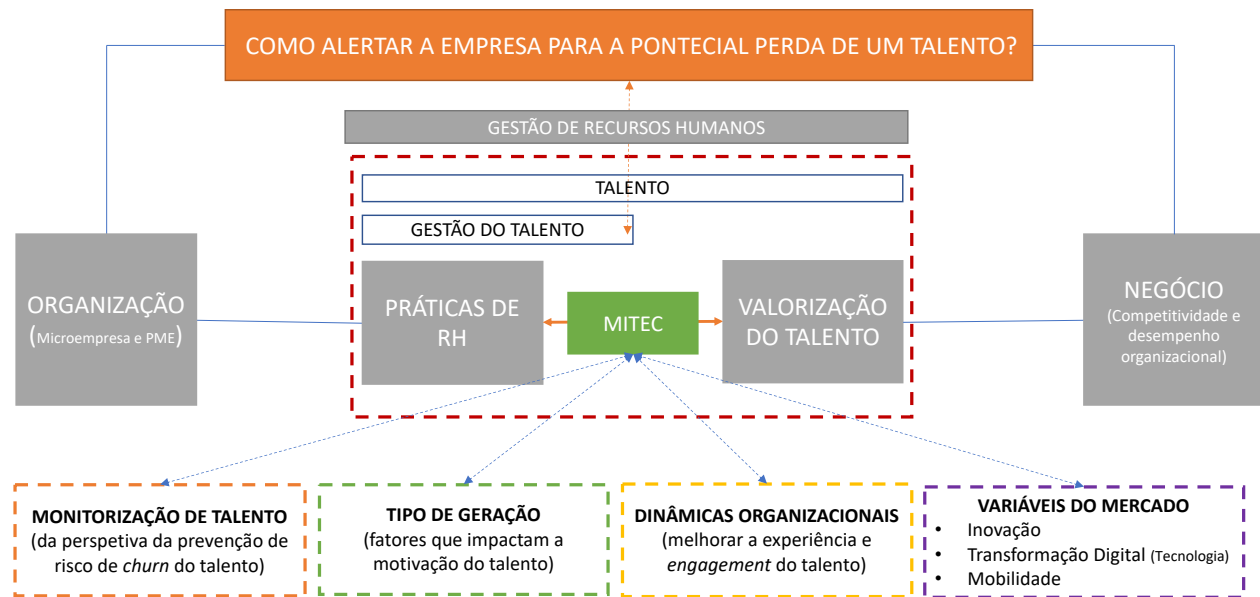 COMO ALERTAR A EMPRESA PARA A PONTECIAL PERDA DE UM TALENTO?
GESTÃO DE RECURSOS HUMANOS
TALENTO
GESTÃO DO TALENTO
ORGANIZAÇÃO
(Microempresa e PME)
PRÁTICAS DE
RH
MITEC
VALORIZAÇÃO
DO TALENTO
NEGÓCIO
(Competitividade e
desempenho
organizacional)
MONITORIZAÇÃO DE TALENTO
(da perspetiva da prevenção de
risco de churn do talento)
TIPO DE GERAÇÃO
(fatores que impactam a
motivação do talento)
DINÂMICAS ORGANIZACIONAIS
(melhorar a experiência e
engagement do talento)
VARIÁVEIS DO MERCADO
• Inovação
• Transformação Digital (Tecnologia)
• Mobilidade